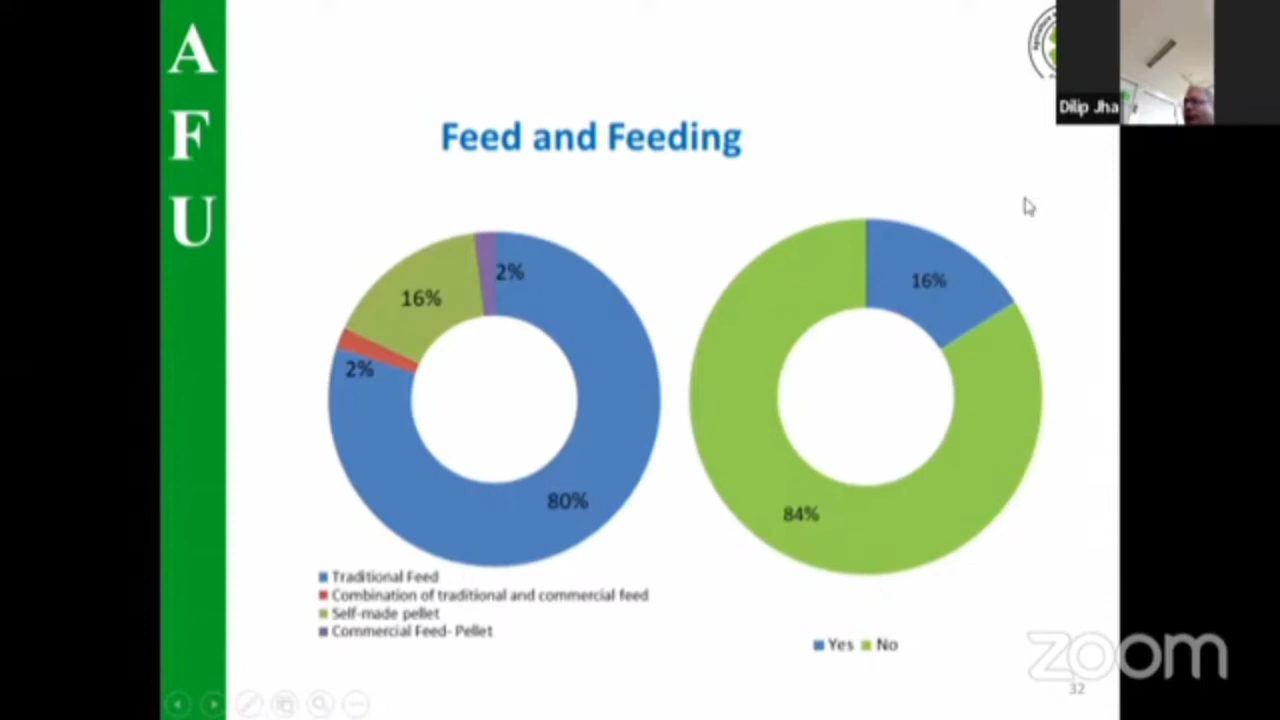 A
F
U
Dilip Jha
Feed and Feeding
2%
16%
2%
80%
16%
84%
Traditional Feed
Combination of traditional and commercial feed
Self-made pellet
Commercial Feed- Pellet
Yes No
zoom
32